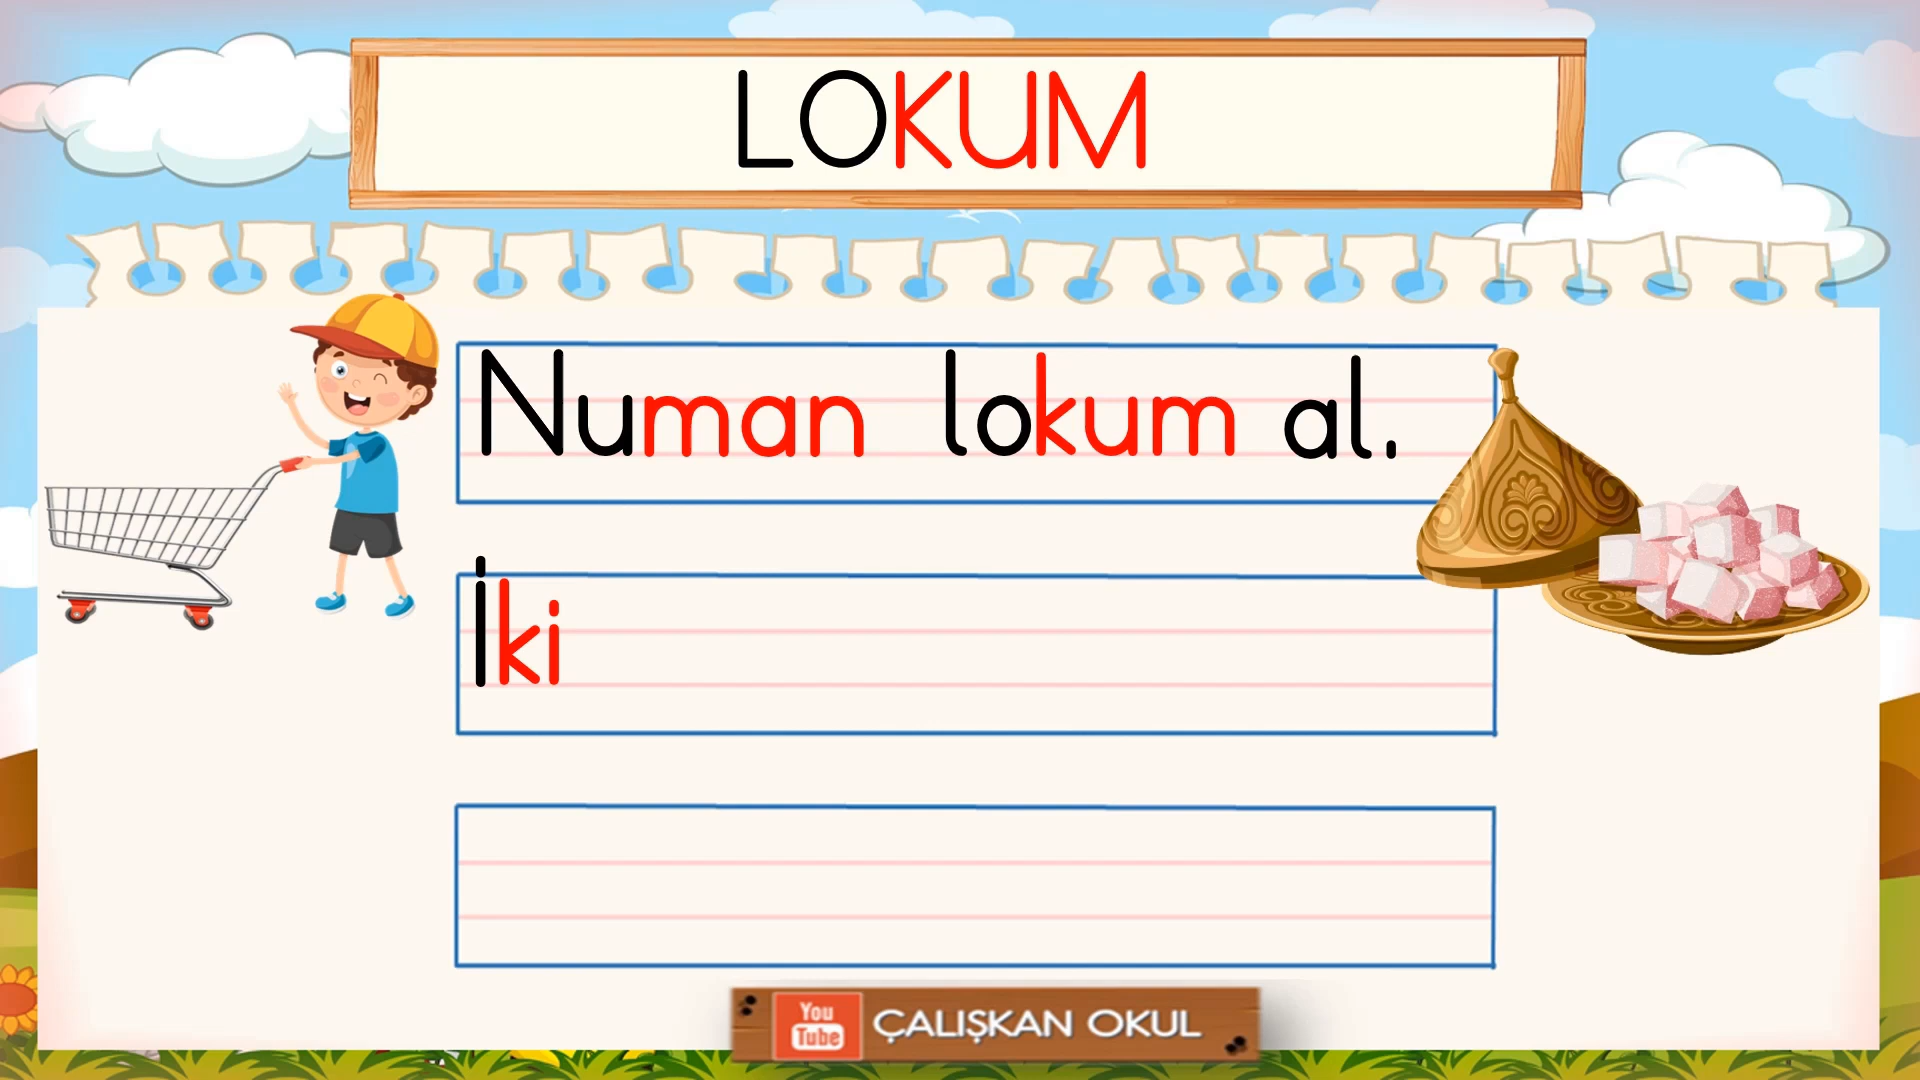 LOKUM
Numan lokum al.
İki
You
Tube
ÇALIŞKAN OKUL